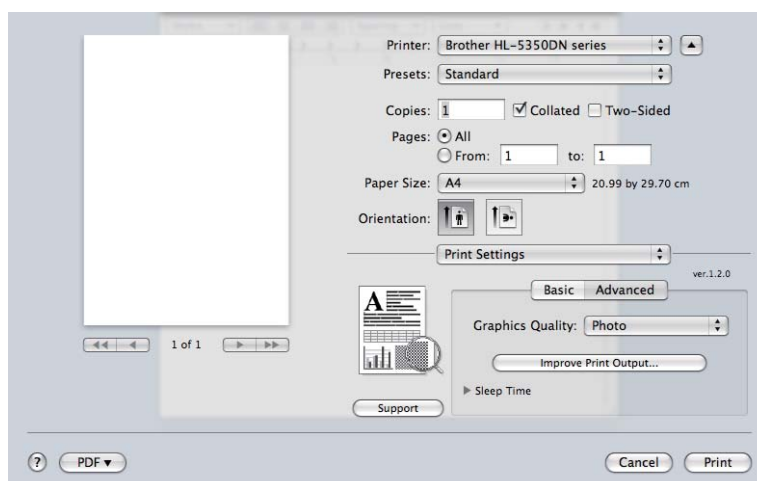 Printer: Brother HL-5350DN series
Presets: Standard
Copies: 1 Collated Two-Sided
Pages: All
From: 1 to: 1
Paper Size: A4 20.99 by 29.70 cm
Orientation:
Print Settings
ver.1.2.0
Basic Advanced
A
Graphics Quality: Photo
1 of 1
Improve Print Output...
Sleep Time
Support
? PDF Cancel Print